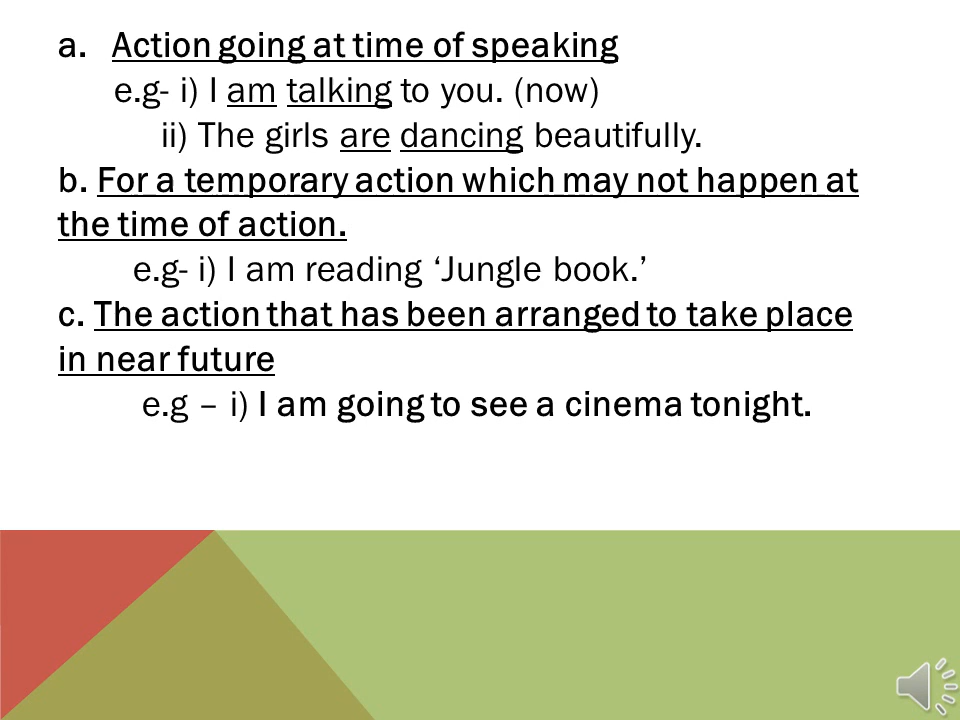 a. Action going at time of speaking
e.g- i) I am talking to you. (now)
ii) The girls are dancing beautifully.
b. For a temporary action which may not happen at
the time of action.
e.g- i) I am reading ‘Jungle book.’
c. The action that has been arranged to take place
in near future
e.g – i) I am going to see a cinema tonight.